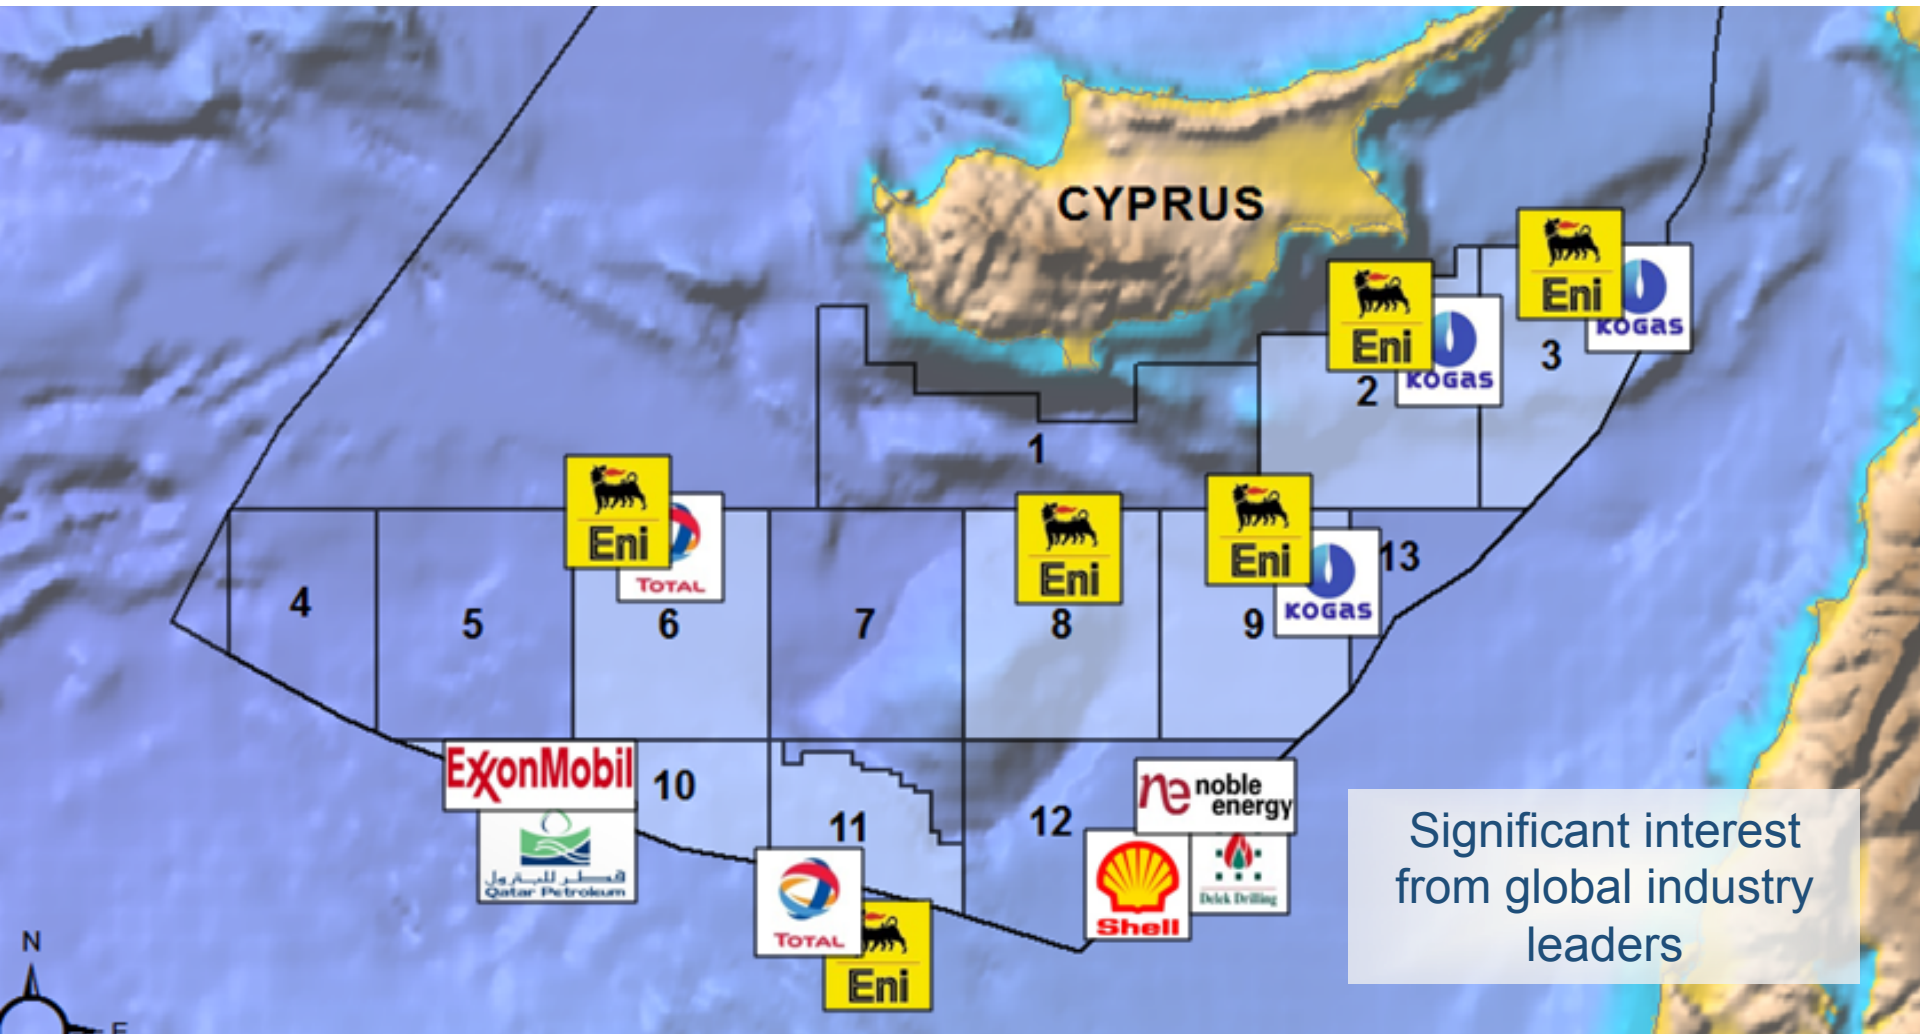 CYPRUS
Eni
KOGAS
3
Eni
KOGAS
2
1
Eni
TOTAL
6
Eni
8
Eni
KOGAS
9
13
4
5
7
ExxonMobil
قطر للبترول
Qatar Petroleum
10
11
TOTAL
Eni
12
noble
energy
Shell
Delek Drilling
Significant interest
from global industry
leaders
N
E